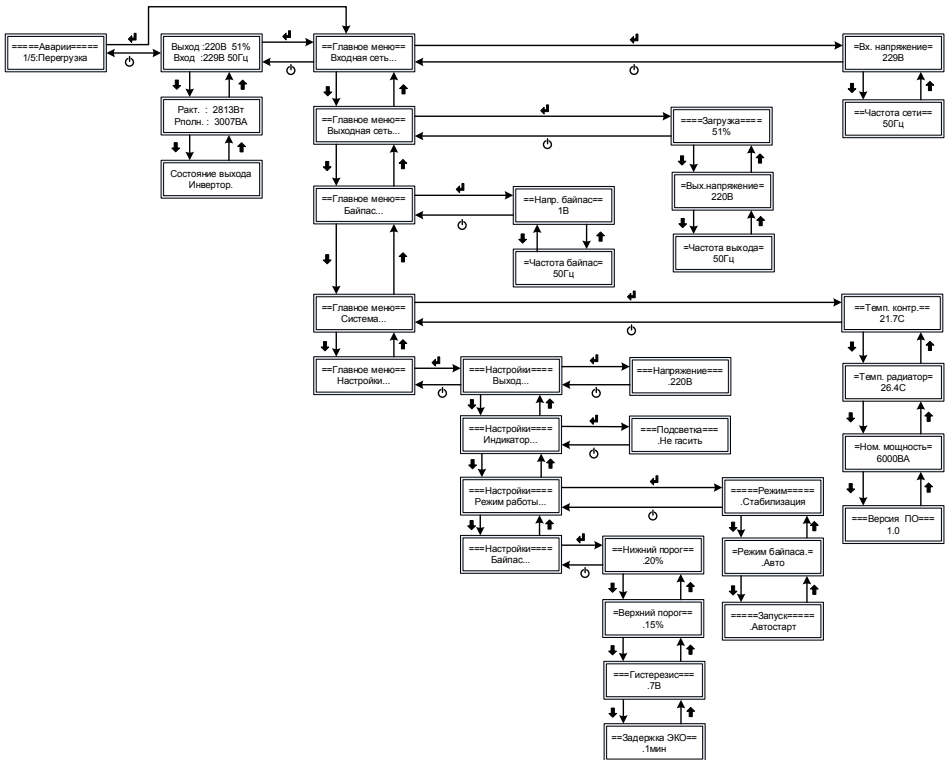 =====Аварии=====
1/5:Перегрузка
Выход :220В 51%
Вход :229В 50Гц
==Главное меню==
Входная сеть...
=Вх. напряжение=
229В
Ракт. : 2813Вт
Рполн. : 3007ВА
==Главное меню==
Выходная сеть...
====Загрузка====
51%
==Частота сети==
50Гц
Состояние выхода
Инвертор.
==Главное меню==
Байпас...
==Напр. байпас==
1В
=Вых.напряжение=
220В
=Частота байпас=
50Гц
=Частота выхода=
50Гц
==Главное меню==
Система...
==Темп. контр.==
21.7С
==Главное меню==
Настройки...
===Настройки====
Выход...
===Напряжение===
.220В
=Темп. радиатор=
26.4С
===Настройки====
Индикатор...
===Подсветка===
.Не гасить
=Ном. мощность=
6000ВА
===Настройки====
Режим работы...
=====Режим=====
.Стабилизация
===Версия ПО===
1.0
===Настройки====
Байпас...
==Нижний порог==
.20%
=Режим байпаса.=
.Авто
=Верхний порог==
.15%
=====Запуск=====
.Автостарт
===Гистерезис===
.7В
==Задержка ЭКО==
.1мин